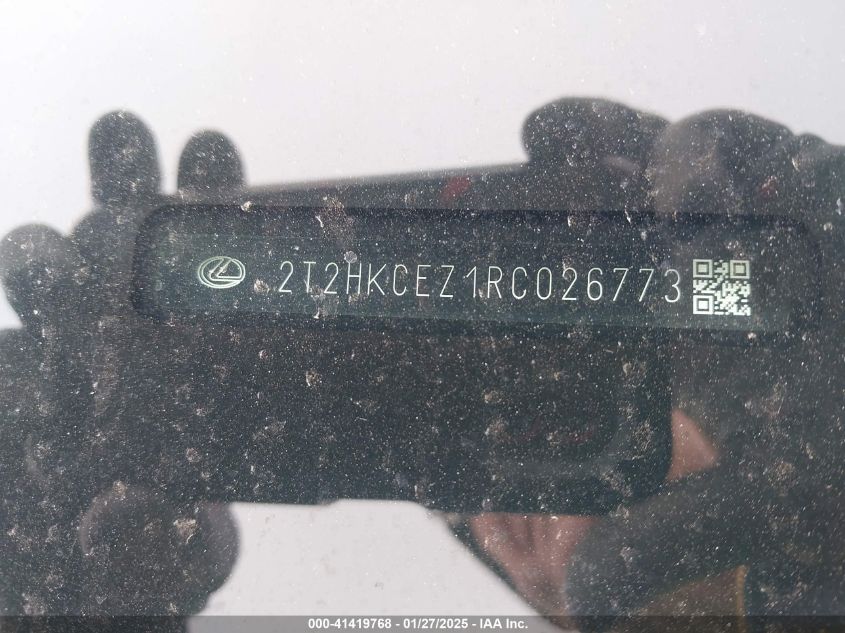 2T2HKCEZ1RC026773
000-41419768 - 01/27/2025 - IAA Inc.